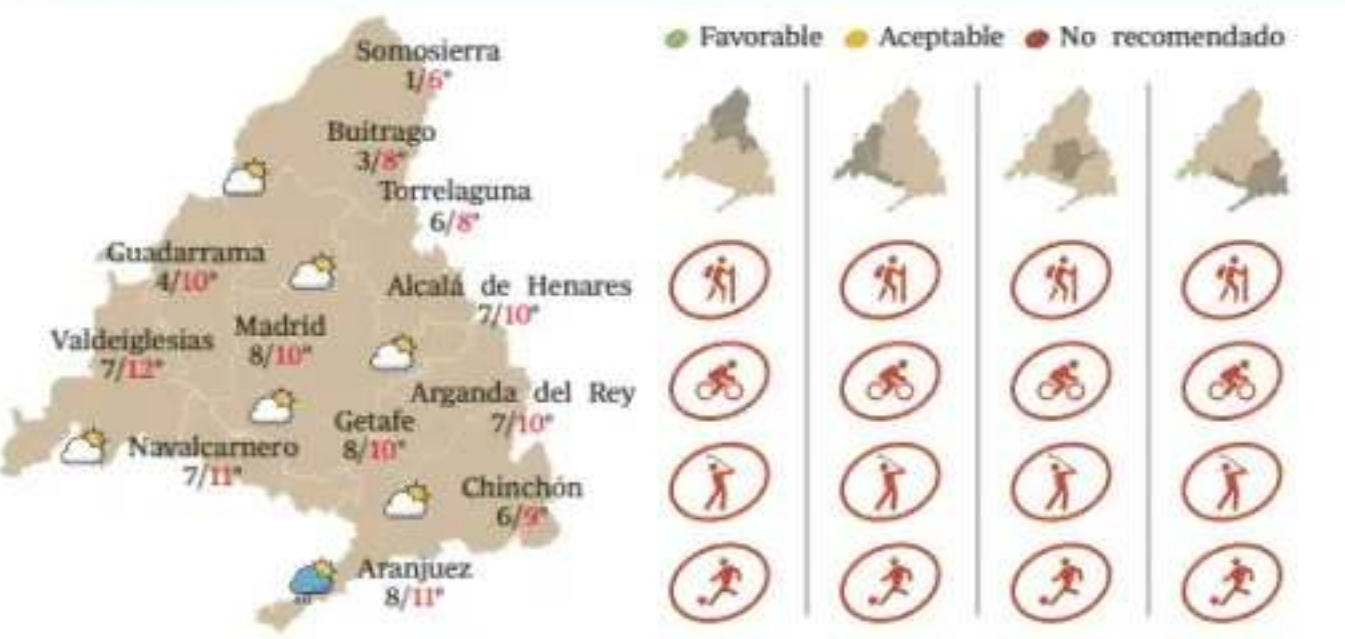 Somosierra
1/6°
Buitrago
3/8°
Torrelaguna
6/8°
Guadarrama
4/10°
Alcalá de Henares
7/10°
Madrid
8/10°
Valdeiglesias
7/12°
Arganda del Rey
7/10°
Getafe
8/10°
Navalcarnero
7/11°
Chinchón
6/9°
Aranjuez
8/11°
Favorable Aceptable No recomendado